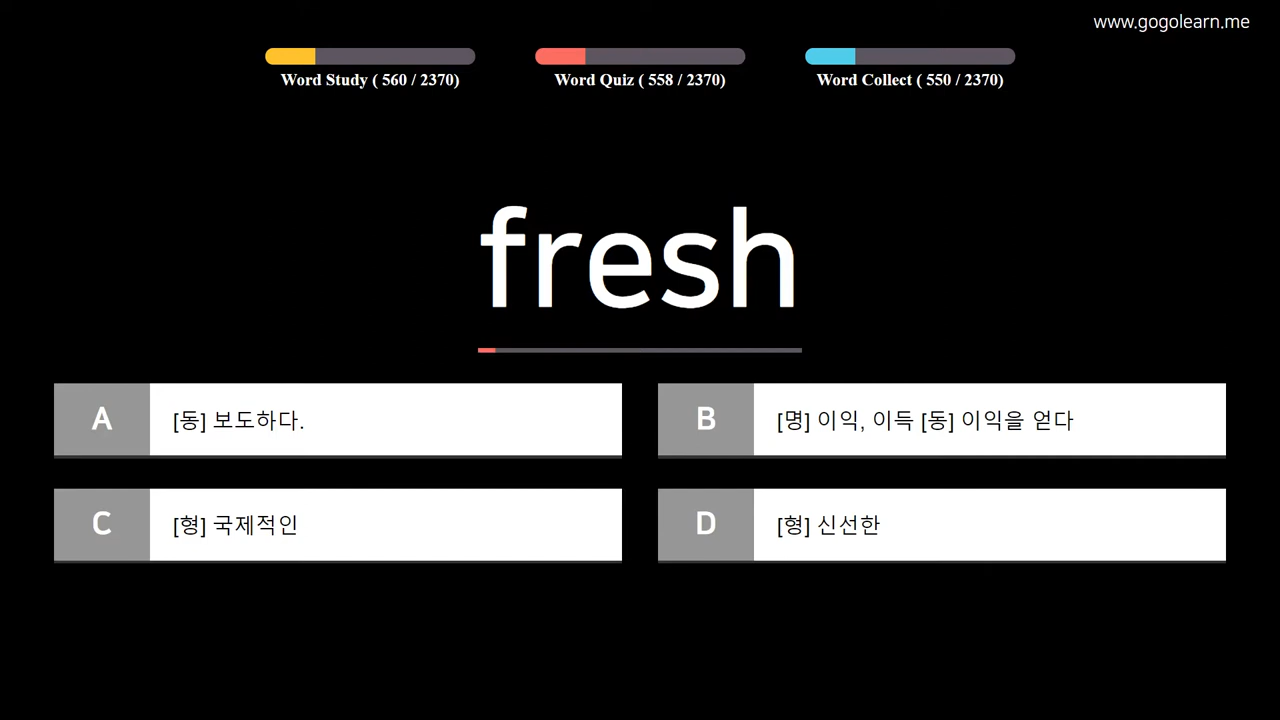 www.gogolearn.me
Word Study ( 560 / 2370)
Word Quiz ( 558 / 2370)
Word Collect ( 550 / 2370)
fresh
A [동] 보도하다.
B [명] 이익, 이득 [동] 이익을 얻다
C [형] 국제적인
D [형] 신선한